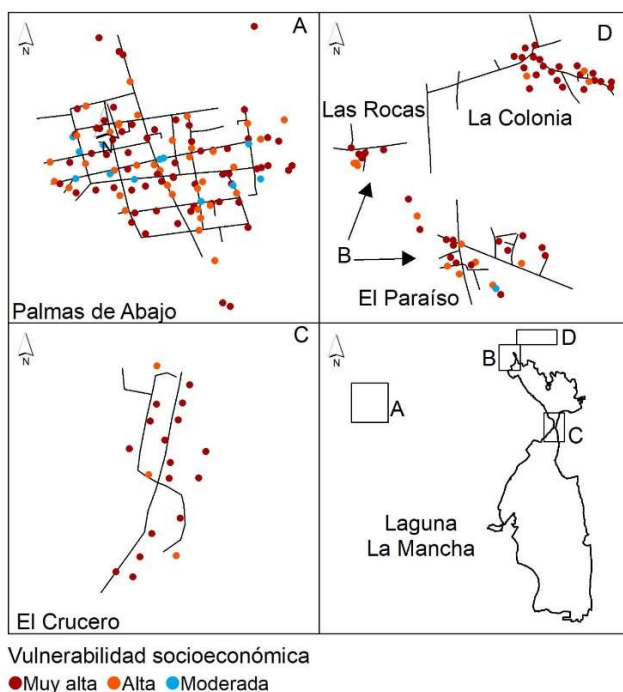 A
N
Palmas de Abajo
N
D
Las Rocas
La Colonia
B
El Paraíso
C
N
El Crucero
N
D
B
A
C
Laguna
La Mancha
Vulnerabilidad socioeconómica
Muy alta Alta Moderada